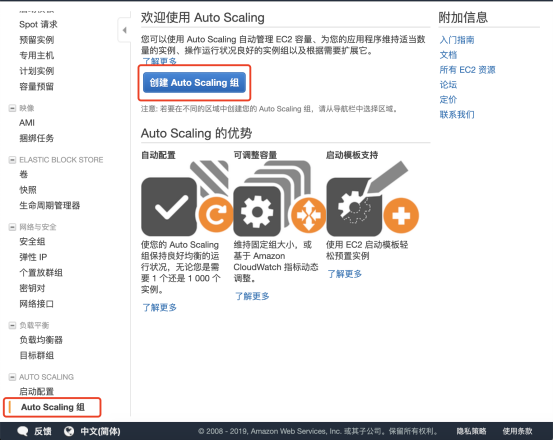 Spot 请求
预留实例
专用主机
计划实例
容量预留
映像
AMI
捆绑任务
ELASTIC BLOCK STORE
卷
快照
生命周期管理器
网络与安全
安全组
弹性 IP
个置放群组
密钥对
网络接口
负载平衡
负载均衡器
目标群组
AUTO SCALING
启动配置
Auto Scaling 组
欢迎使用 Auto Scaling
您可以使用 Auto Scaling 自动管理 EC2 容量、为您的应用程序维持适当数
量的实例、操作运行状况良好的实例组以及根据需要扩展它。
了解更多
创建 Auto Scaling 组
注意: 若要在不同的区域中创建您的 Auto Scaling 组，请从导航栏中选择区域。
Auto Scaling 的优势
自动配置
使您的 Auto Scaling
组保持良好均衡的运
行状况，无论您是需
要 1 个还是 1 000 个
实例。
了解更多
可调整容量
维持固定组大小，或
基于 Amazon
CloudWatch 指标动态
调整。
了解更多
启动模板支持
使用 EC2 启动模板轻
松预置实例
了解更多
附加信息
入门指南
文档
所有 EC2 资源
论坛
定价
联系我们
反馈
中文(简体)
© 2008 - 2019, Amazon Web Services, Inc. 或其子公司。保留所有权利。
隐私策略
使用条款